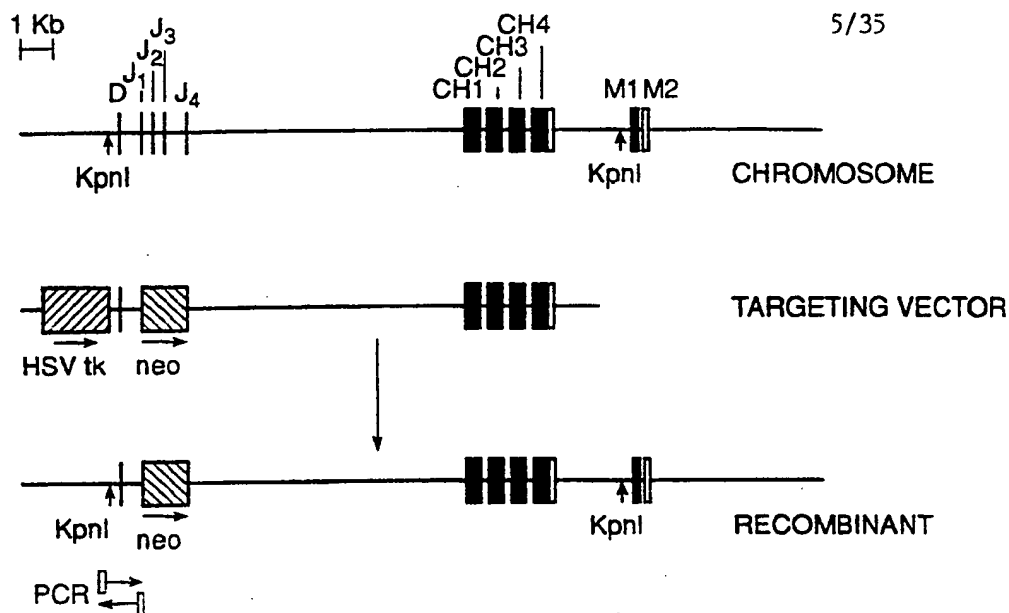 1 Kb
5/35
D J1 J2 J3 J4
CH1 CH2 CH3 CH4
M1 M2
KpnI
KpnI
CHROMOSOME
TARGETING VECTOR
HSV tk
neo
KpnI
neo
KpnI
RECOMBINANT
PCR